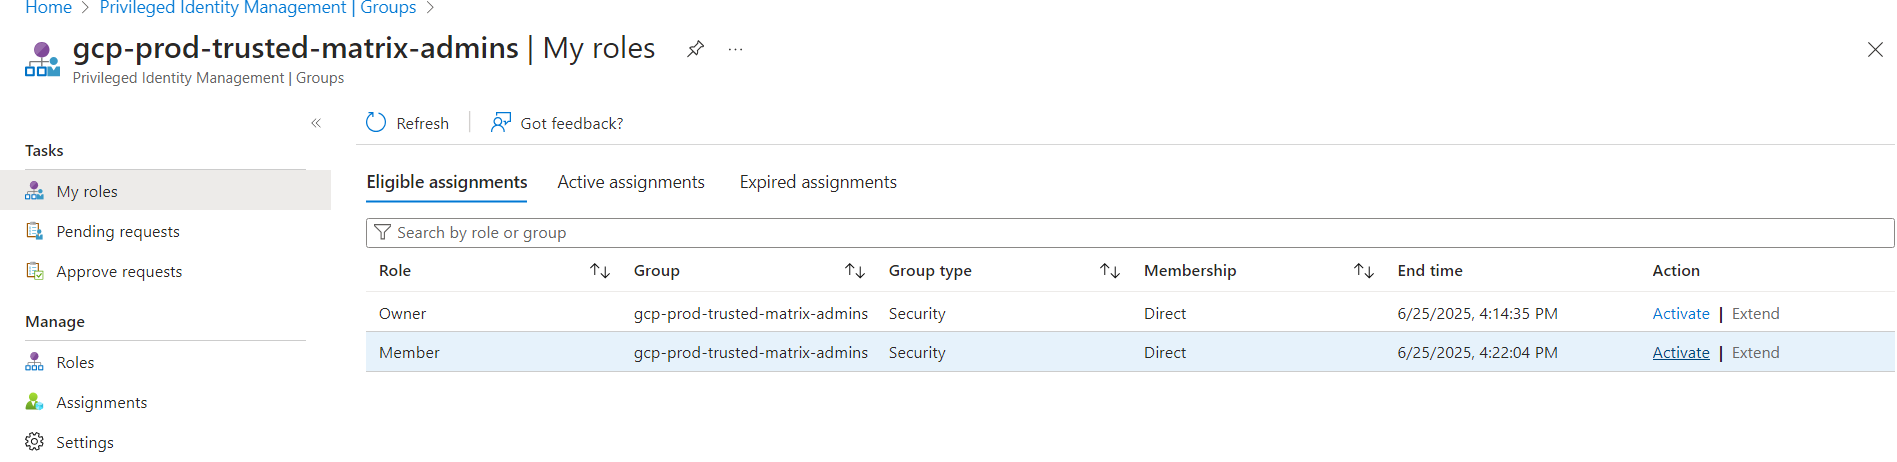 Home > Privileged Identity Management | Groups >
gcp-prod-trusted-matrix-admins | My roles ...
Privileged Identity Management | Groups
«
Tasks
My roles
Pending requests
Approve requests
Manage
Roles
Assignments
Settings
Refresh | Got feedback?
Eligible assignments Active assignments Expired assignments
Search by role or group
Role Group Group type Membership End time Action
Owner gcp-prod-trusted-matrix-admins Security Direct 6/25/2025, 4:14:35 PM Activate | Extend
Member gcp-prod-trusted-matrix-admins Security Direct 6/25/2025, 4:22:04 PM Activate | Extend